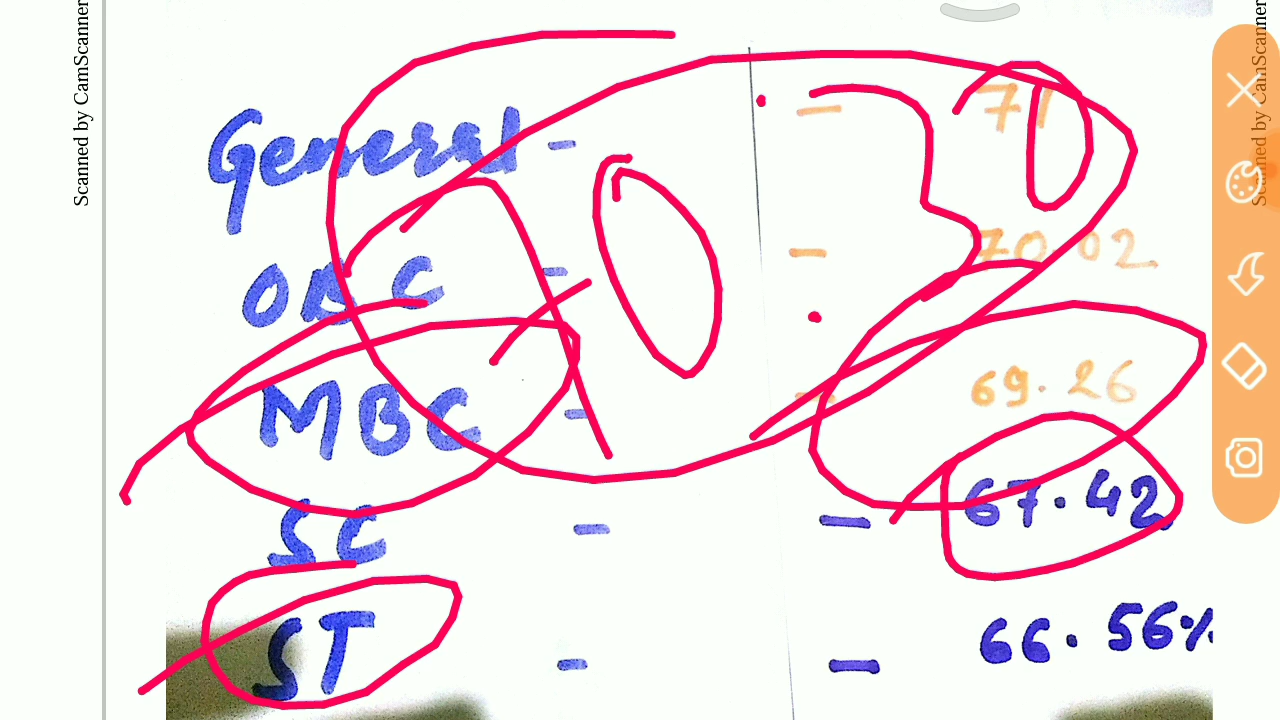 Scanned by CamScanner
Scanned by CamScanner
General - - 71
OBC - - 70.02
MBC - - 69.26
SC - - 67.42
ST - - 66.56%